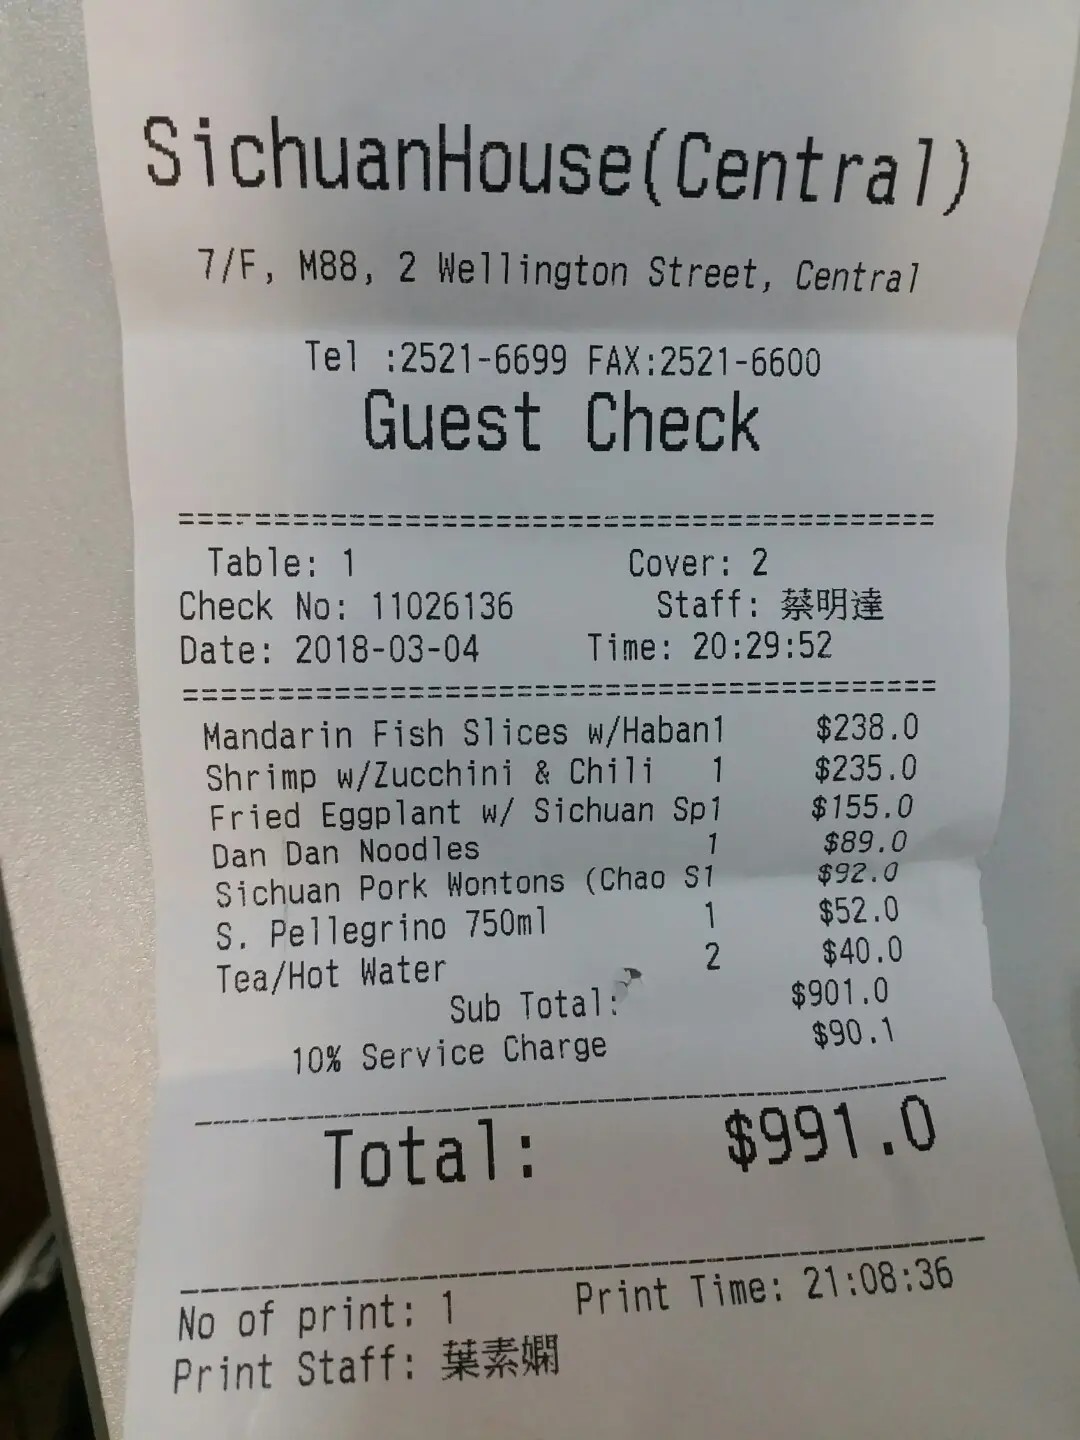 SichuanHouse(Central)
7/F, M88, 2 Wellington Street, Central
Tel :2521-6699 FAX:2521-6600
Guest Check
========================================
Table: 1 Cover: 2
Check No: 11026136 Staff: 蔡明達
Date: 2018-03-04 Time: 20:29:52
========================================
Mandarin Fish Slices w/Haban1 $238.0
Shrimp w/Zucchini & Chili 1 $235.0
Fried Eggplant w/ Sichuan Sp1 $155.0
Dan Dan Noodles 1 $89.0
Sichuan Pork Wontons (Chao S1 $92.0
S. Pellegrino 750ml 1 $52.0
Tea/Hot Water 2 $40.0
Sub Total: $901.0
10% Service Charge $90.1
Total: $991.0
No of print: 1 Print Time: 21:08:36
Print Staff: 葉素嫻